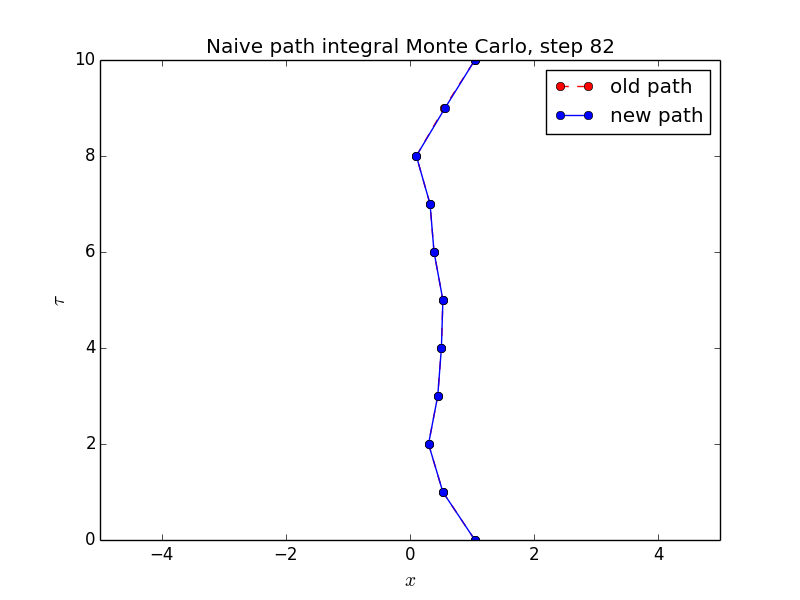 Naive path integral Monte Carlo, step 82
old path
new path
10
8
6
4
2
0
τ
−4 −2 0 2 4
x